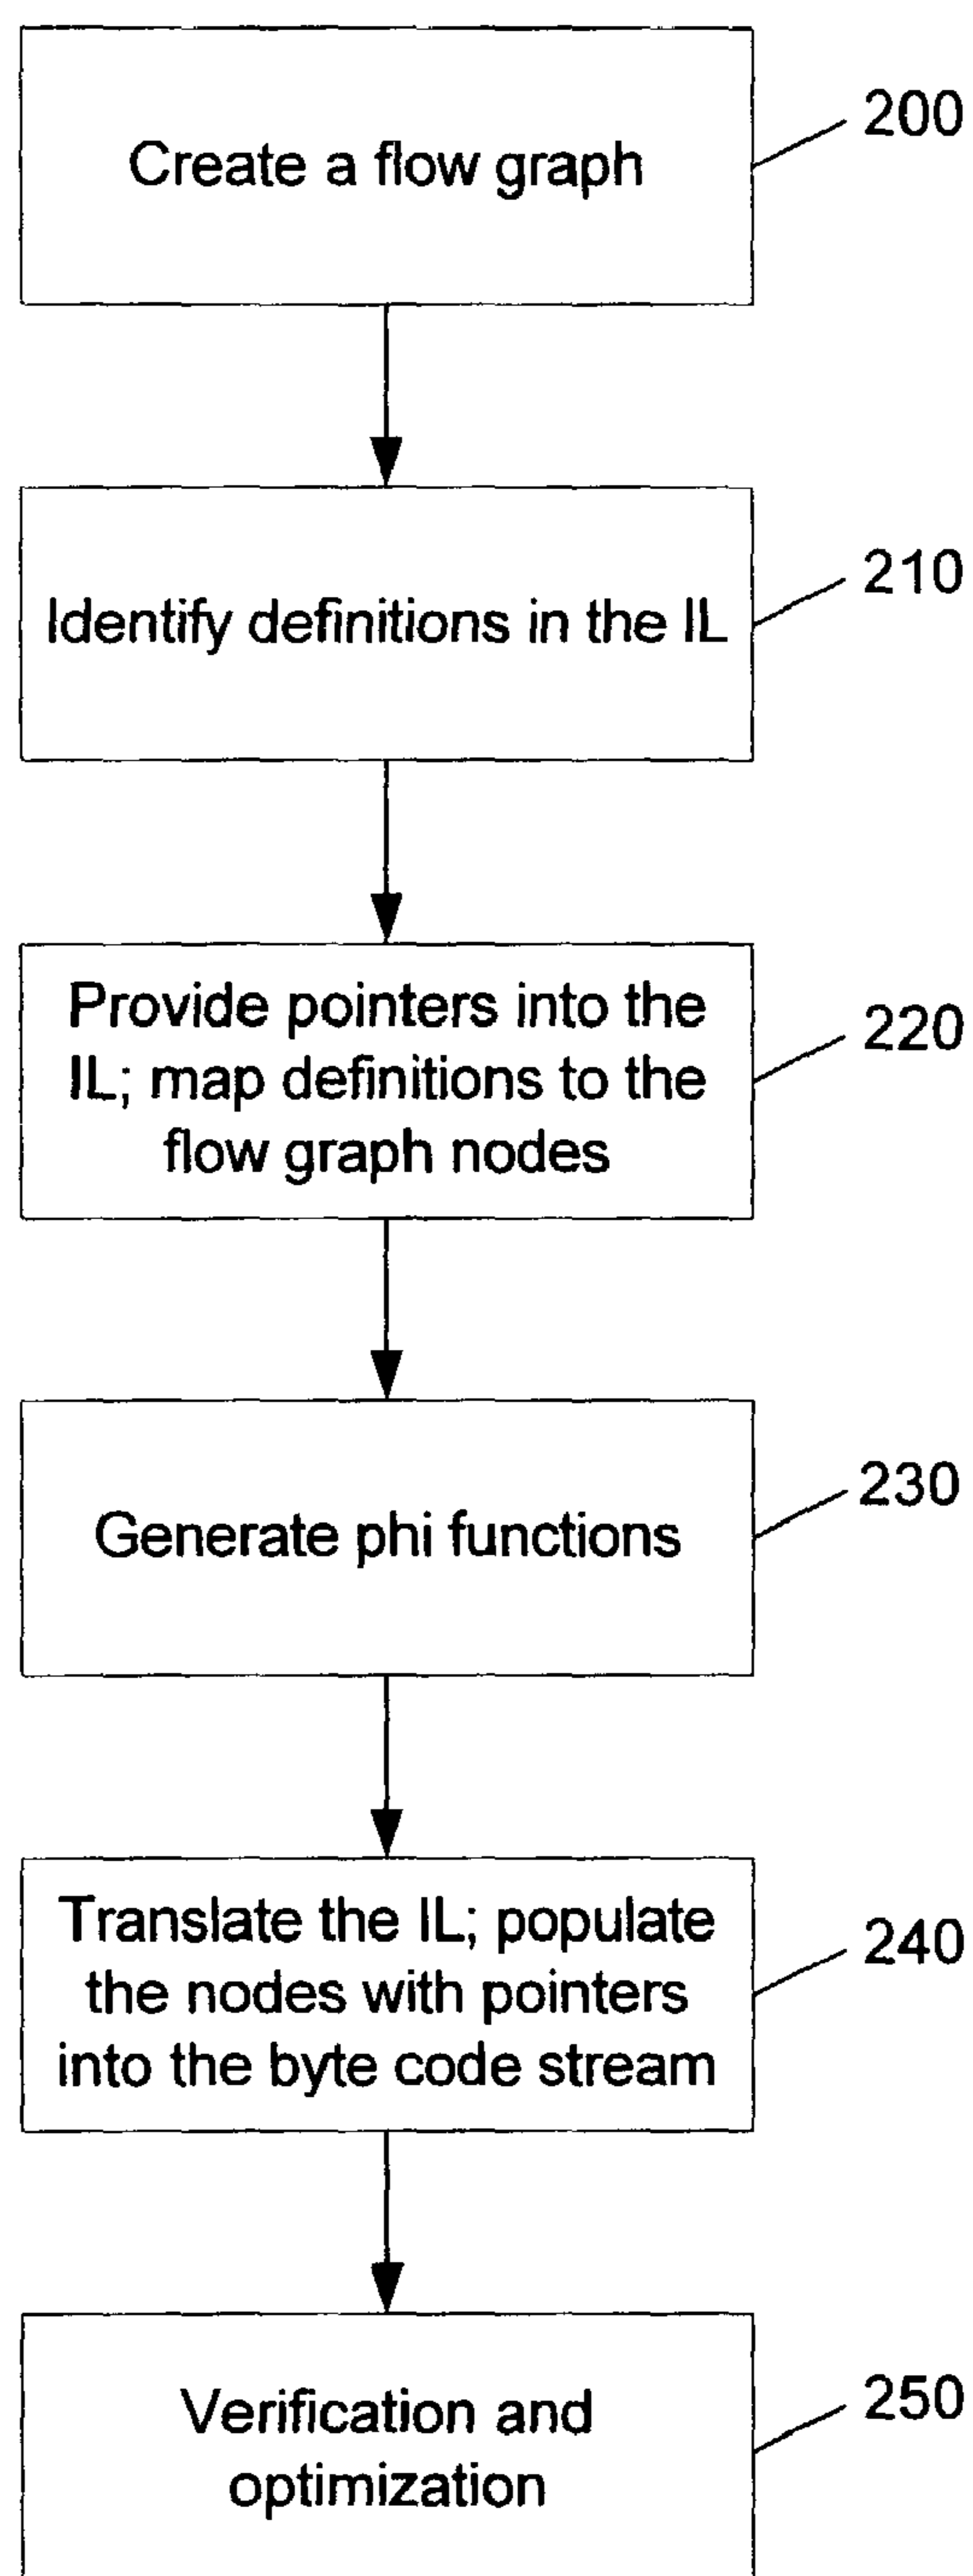 Create a flow graph
200
Identify definitions in the IL
210
Provide pointers into the
IL; map definitions to the
flow graph nodes
220
Generate phi functions
230
Translate the IL; populate
the nodes with pointers
into the byte code stream
240
Verification and
optimization
250